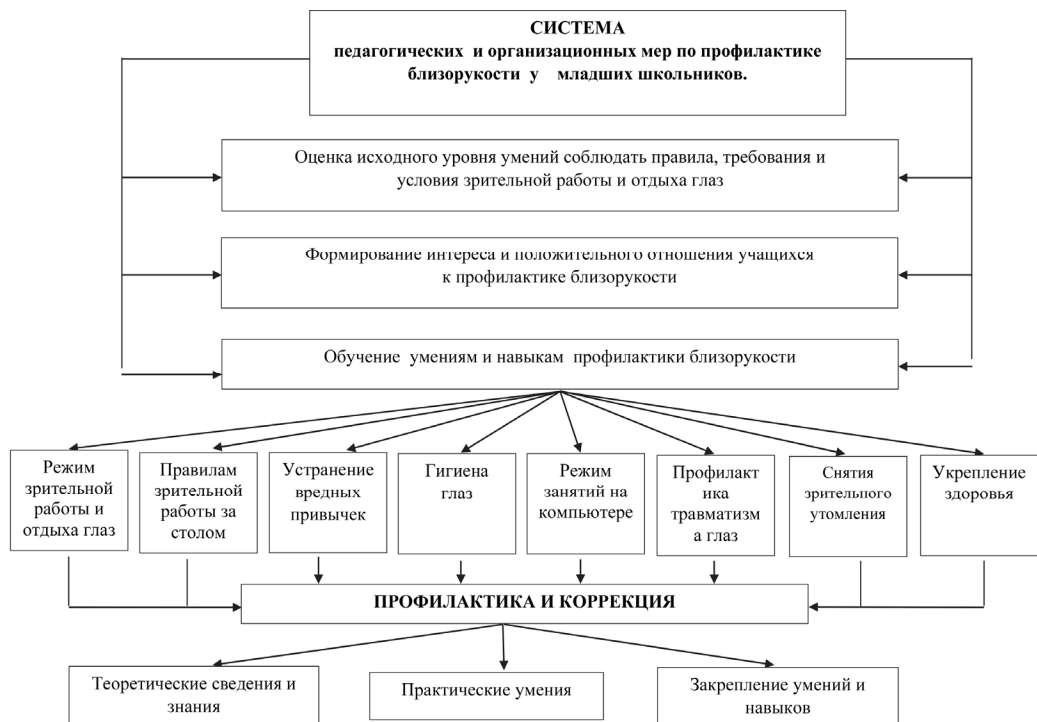 СИСТЕМА
педагогических и организационных мер по профилактике
близорукости у младших школьников.
Оценка исходного уровня умений соблюдать правила, требования и
условия зрительной работы и отдыха глаз
Формирование интереса и положительного отношения учащихся
к профилактике близорукости
Обучение умениям и навыкам профилактики близорукости
Режим
зрительной
работы и
отдыха глаз
Правилам
зрительной
работы за
столом
Устранение
вредных
привычек
Гигиена
глаз
Режим
занятий на
компьютере
Профилакт
ика
травматизм
а глаз
Снятия
зрительного
утомления
Укрепление
здоровья
ПРОФИЛАКТИКА И КОРРЕКЦИЯ
Теоретические сведения и
знания
Практические умения
Закрепление умений и
навыков